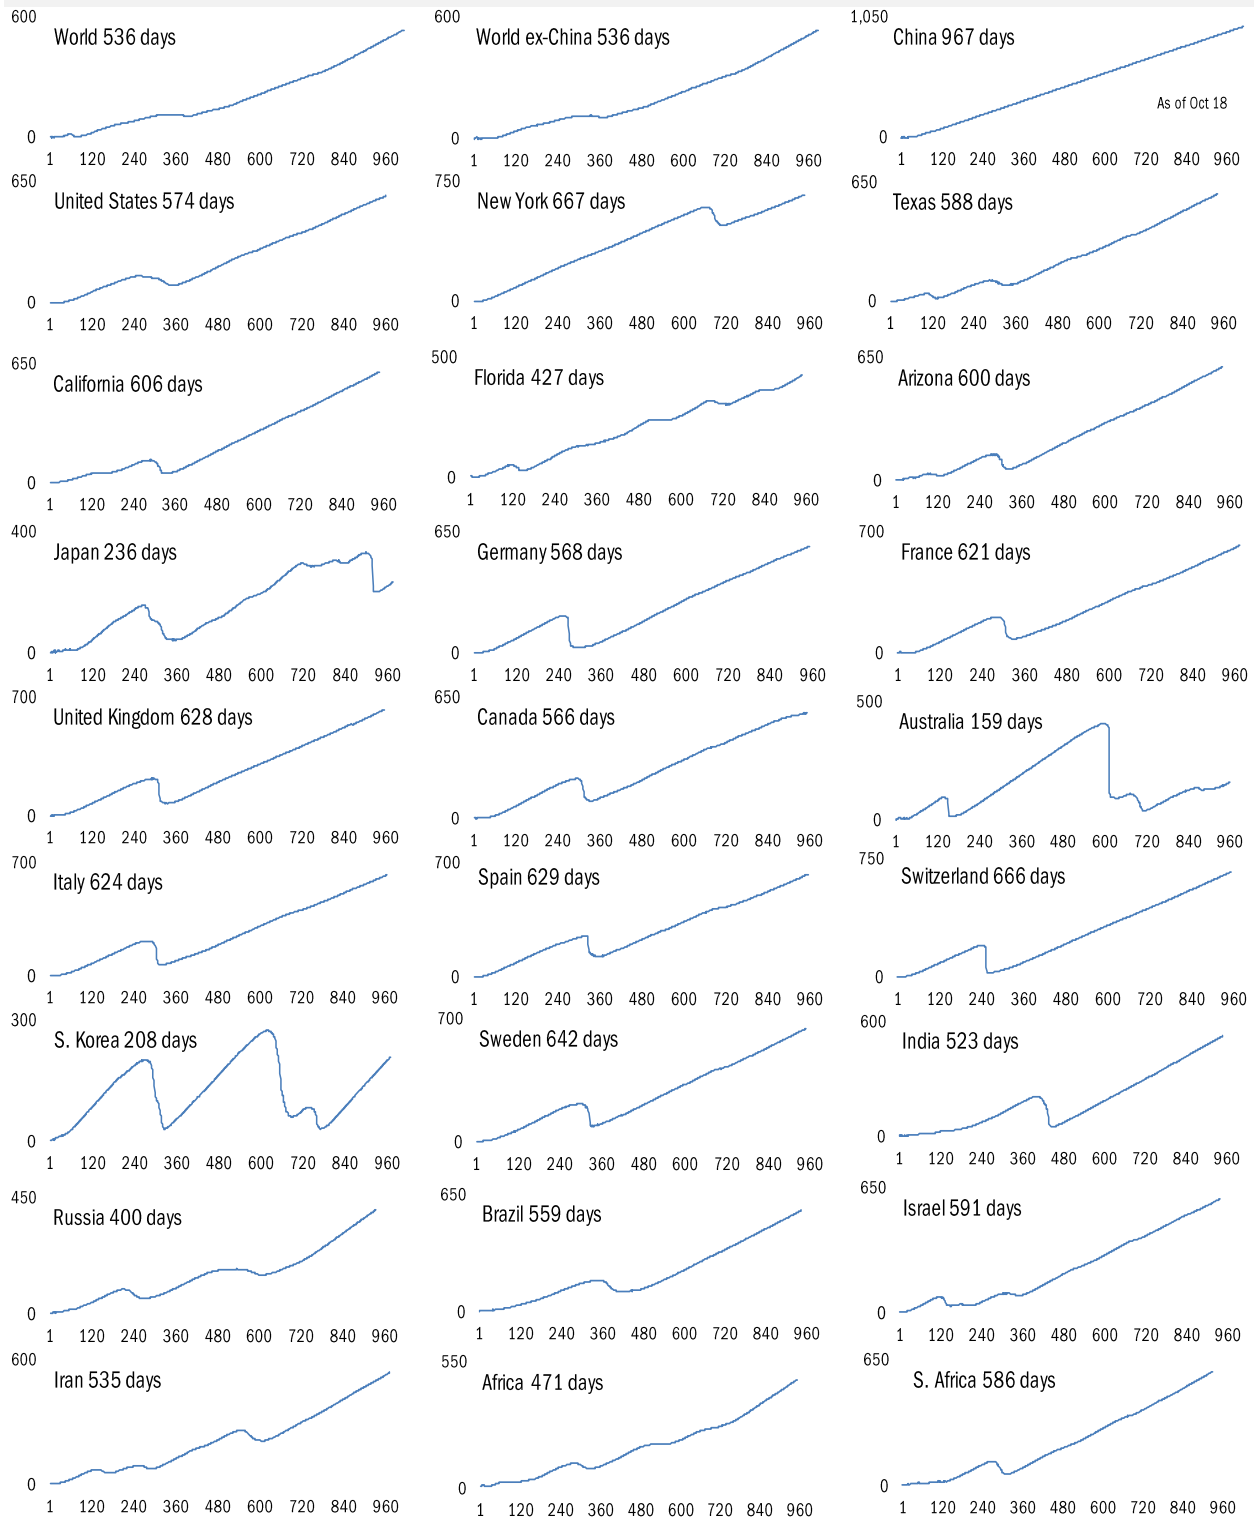 600 600 1,050
World 536 days World ex-China 536 days China 967 days
As of Oct 18
0 0 0
1 120 240 360 480 600 720 840 960 1 120 240 360 480 600 720 840 960 1 120 240 360 480 600 720 840 960
650 750 650
United States 574 days New York 667 days Texas 588 days
0 0 0
1 120 240 360 480 600 720 840 960 1 120 240 360 480 600 720 840 960 1 120 240 360 480 600 720 840 960
650 500 650
California 606 days Florida 427 days Arizona 600 days
0 0 0
1 120 240 360 480 600 720 840 960 1 120 240 360 480 600 720 840 960 1 120 240 360 480 600 720 840 960
400 650 700
Japan 236 days Germany 568 days France 621 days
0 0 0
1 120 240 360 480 600 720 840 960 1 120 240 360 480 600 720 840 960 1 120 240 360 480 600 720 840 960
700 650 500
United Kingdom 628 days Canada 566 days Australia 159 days
0 0 0
1 120 240 360 480 600 720 840 960 1 120 240 360 480 600 720 840 960 1 120 240 360 480 600 720 840 960
700 700 750
Italy 624 days Spain 629 days Switzerland 666 days
0 0 0
1 120 240 360 480 600 720 840 960 1 120 240 360 480 600 720 840 960 1 120 240 360 480 600 720 840 960
300 700 600
S. Korea 208 days Sweden 642 days India 523 days
0 0 0
1 120 240 360 480 600 720 840 960 1 120 240 360 480 600 720 840 960 1 120 240 360 480 600 720 840 960
450 650 650
Russia 400 days Brazil 559 days Israel 591 days
0 0 0
1 120 240 360 480 600 720 840 960 1 120 240 360 480 600 720 840 960 1 120 240 360 480 600 720 840 960
600 550 650
Iran 535 days Africa 471 days S. Africa 586 days
0 0 0
1 120 240 360 480 600 720 840 960 1 120 240 360 480 600 720 840 960 1 120 240 360 480 600 720 840 960